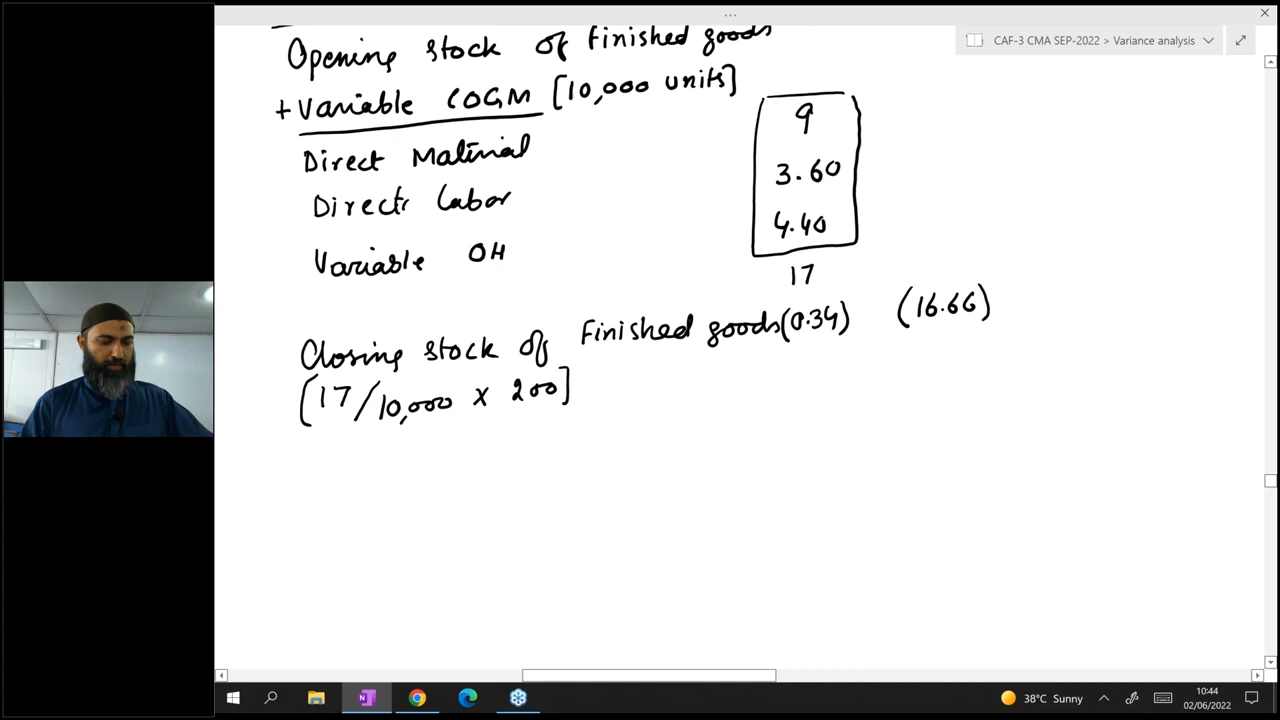 CAF-3 CMA SEP-2022 > Variance analysis
Opening stock of Finished goods
+ Variable COGM [10,000 units]
Direct Material
9
Direct Labor
3.60
Variable OH
4.40
17
Closing stock of Finished goods (0.34) (16.66)
[17/10,000 x 200]
38°C Sunny
10:44
02/06/2022